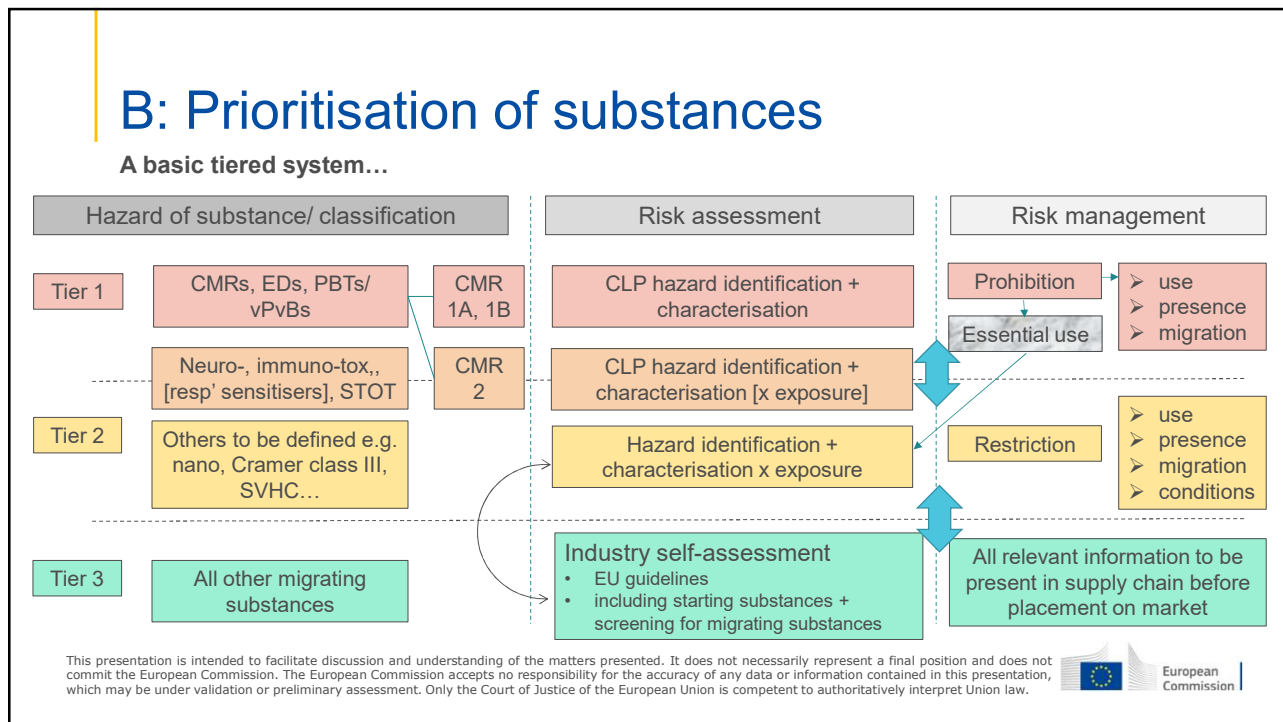 B: Prioritisation of substances
A basic tiered system…
Hazard of substance/ classification
Risk assessment
Risk management
Tier 1
CMRs, EDs, PBTs/
vPvBs
CMR
1A, 1B
CLP hazard identification +
characterisation
Prohibition
➢ use
➢ presence
➢ migration
Essential use
Neuro-, immuno-tox,,
[resp’ sensitisers], STOT
CMR
2
CLP hazard identification +
characterisation [x exposure]
Tier 2
Others to be defined e.g.
nano, Cramer class III,
SVHC…
Hazard identification +
characterisation x exposure
Restriction
➢ use
➢ presence
➢ migration
➢ conditions
Tier 3
All other migrating
substances
Industry self-assessment
• EU guidelines
• including starting substances +
screening for migrating substances
All relevant information to be
present in supply chain before
placement on market
This presentation is intended to facilitate discussion and understanding of the matters presented. It does not necessarily represent a final position and does not
commit the European Commission. The European Commission accepts no responsibility for the accuracy of any data or information contained in this presentation,
which may be under validation or preliminary assessment. Only the Court of Justice of the European Union is competent to authoritatively interpret Union law.
European
Commission